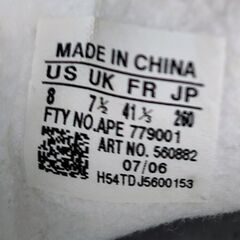 MADE IN CHINA
US UK FR JP
8 7½ 41⅓ 260
FTY NO.APE 779001
ART NO. 560882
07/06
H54TDJ5600153